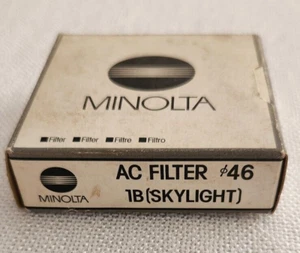 MINOLTA
Filter Filter Filtre Filtro
AC FILTER ⌀46
MINOLTA 1B(SKYLIGHT)